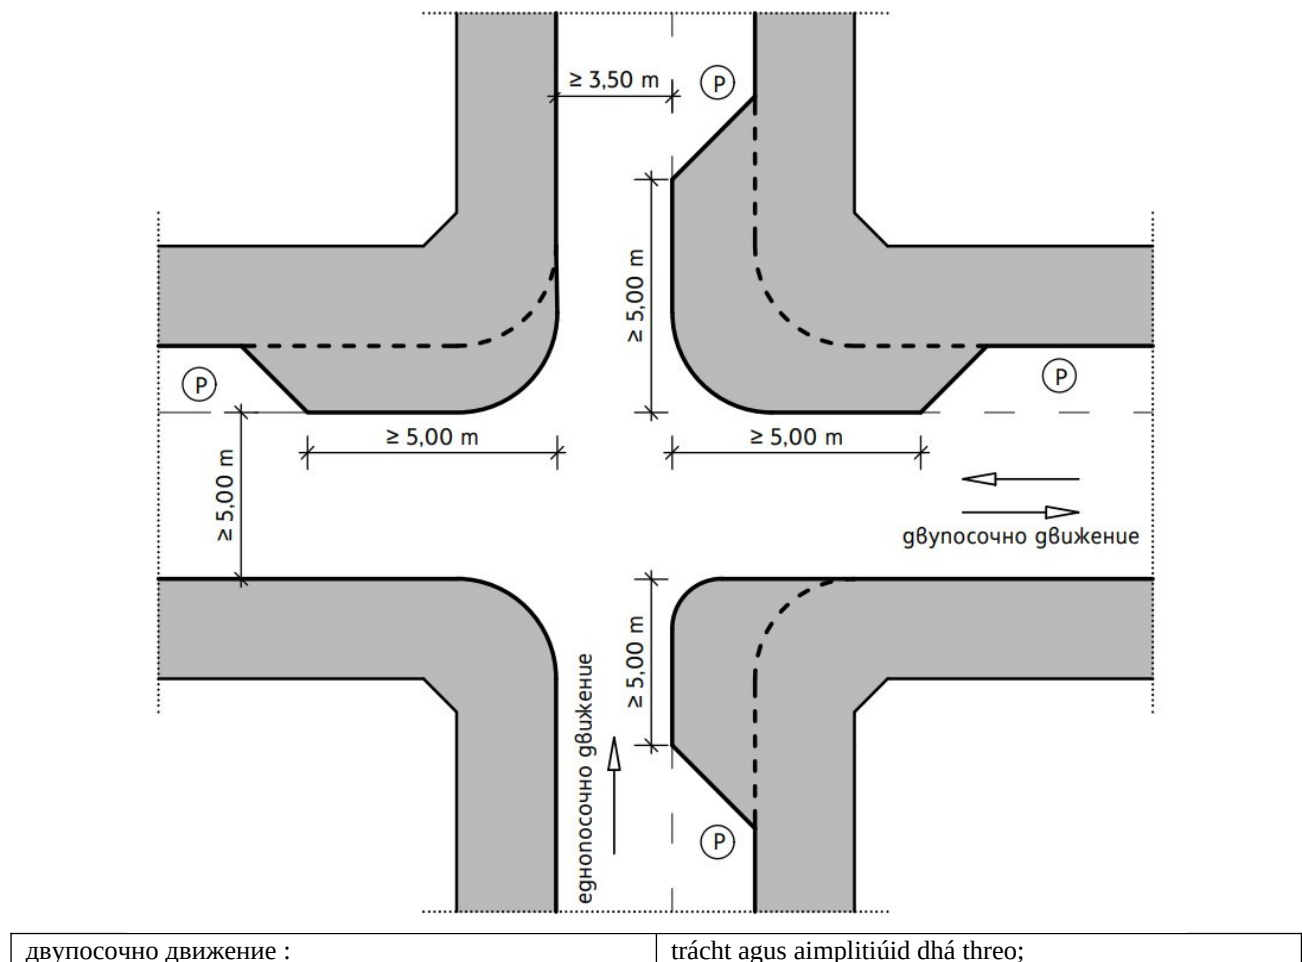 ≥ 3,50 m
P
≥ 5,00 m
P
P
≥ 5,00 m
≥ 5,00 m
≥ 5,00 m
двупосочно движение
≥ 5,00 m
еднопосочно движение
P
двупосочно движение :
trácht agus aimplitiúid dhá threo;